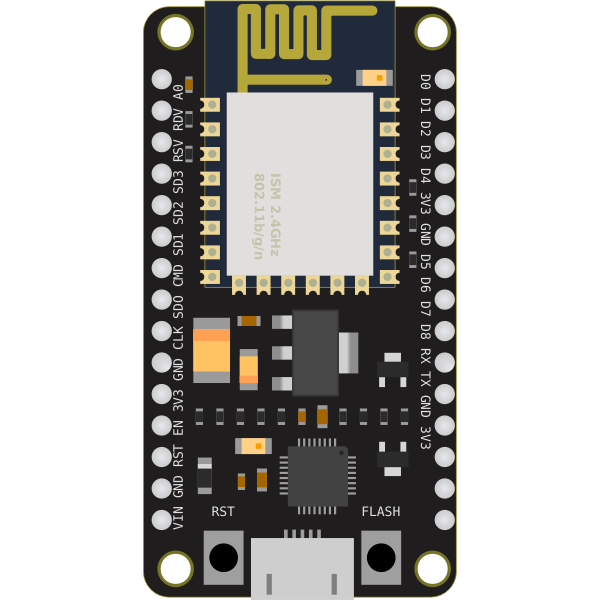 VIN GND RST EN 3V3 GND CLK SD0 CMD SD1 SD2 SD3 RSV RDV A0
ISM 2.4GHz
802.11b/g/n
D0 D1 D2 D3 D4 3V3 GND D5 D6 D7 D8 RX TX GND 3V3
RST
FLASH